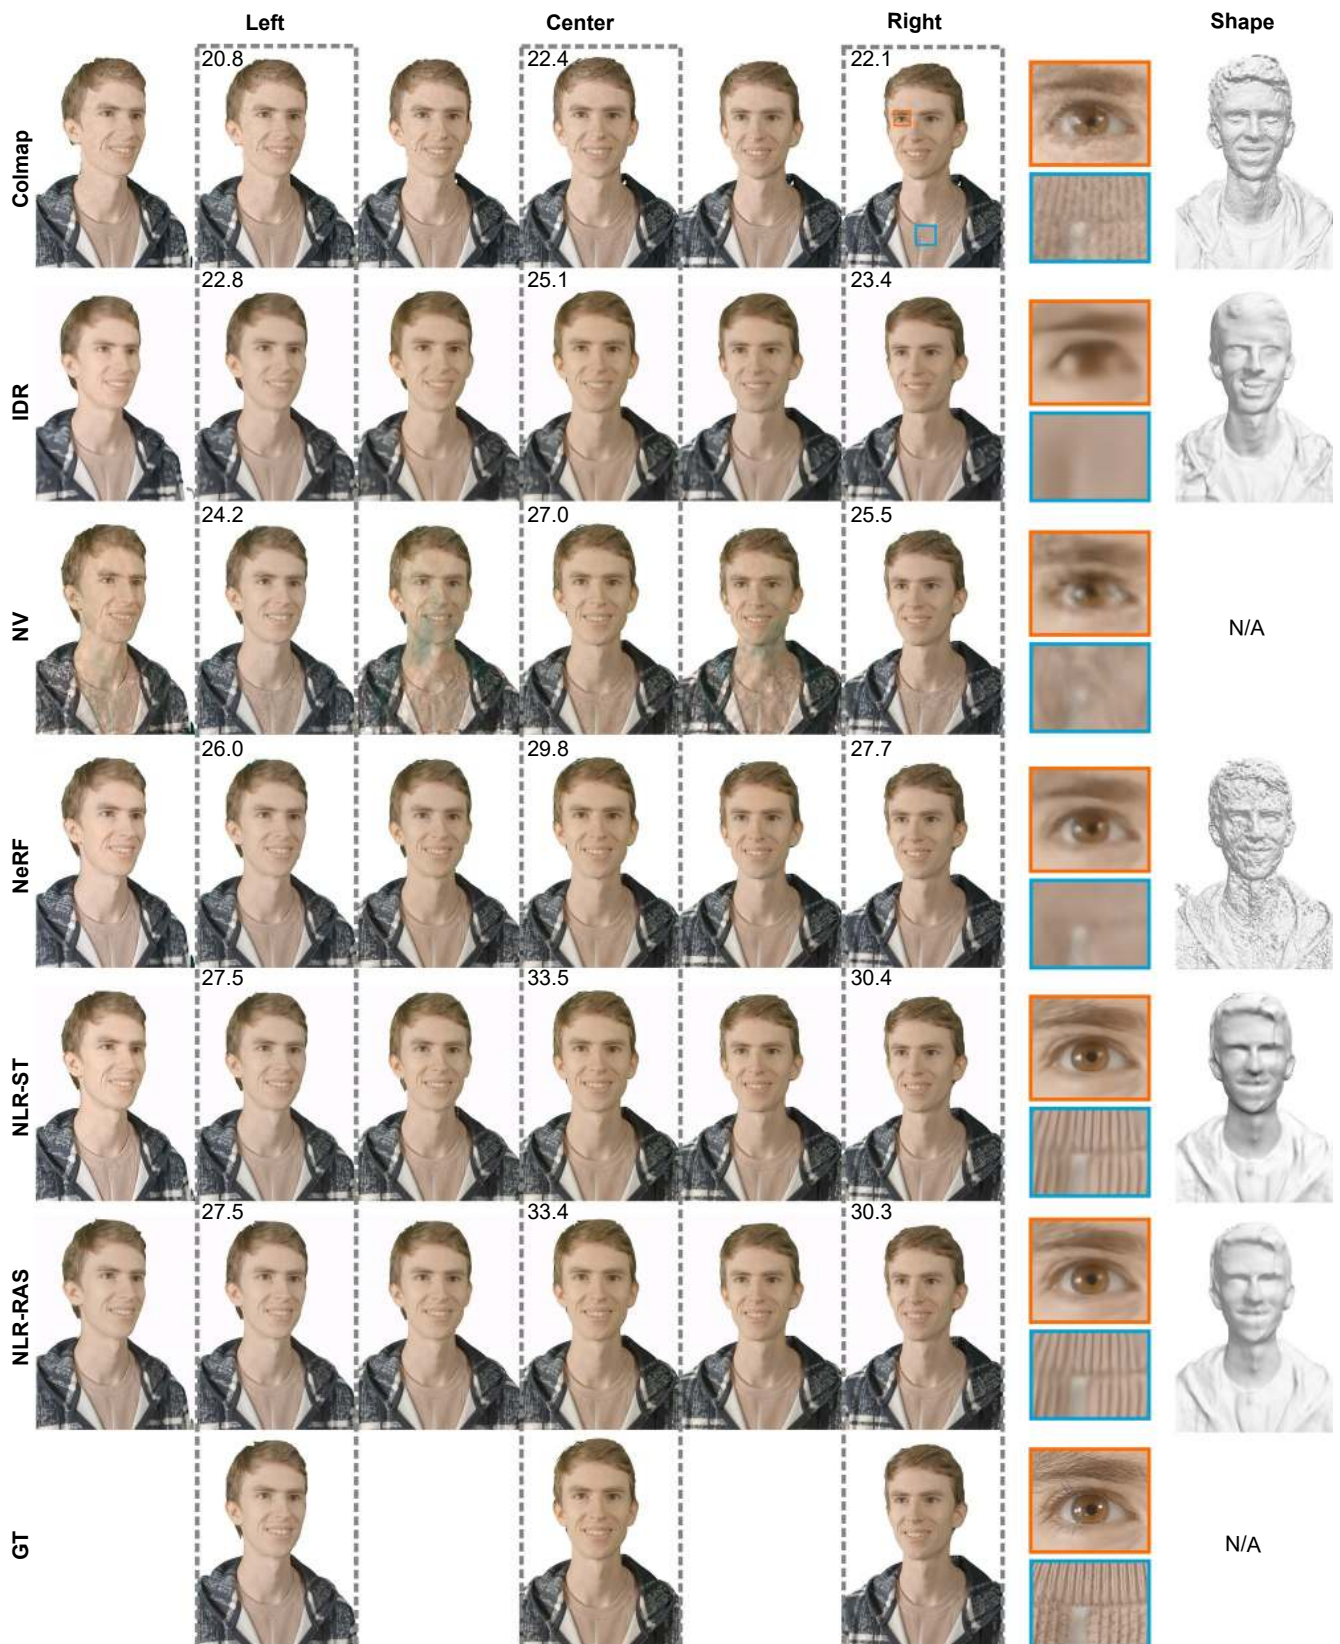 Left Center Right Shape
Colmap
20.8 22.4 22.1
IDR
22.8 25.1 23.4
NV
24.2 27.0 25.5
N/A
NeRF
26.0 29.8 27.7
NLR-ST
27.5 33.5 30.4
NLR-RAS
27.5 33.4 30.3
GT
N/A